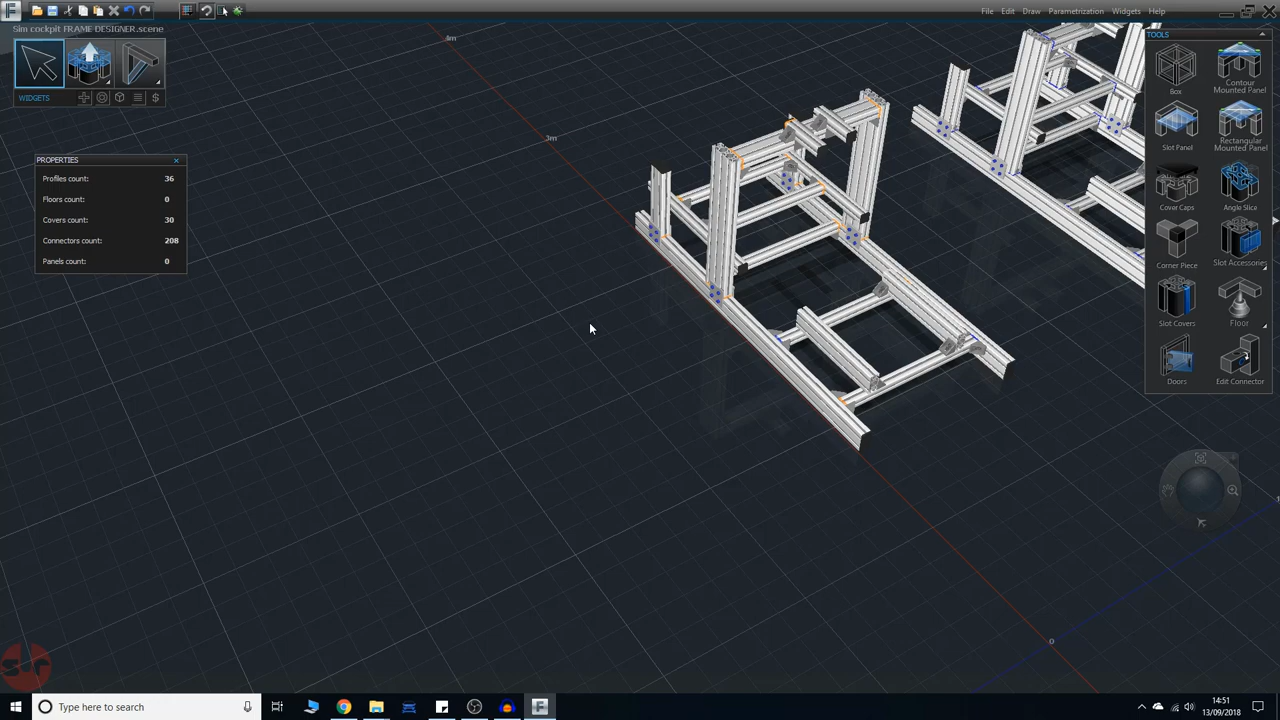 File Edit Draw Parametrization Widgets Help
Sim cockpit FRAME DESIGNER.scene
WIDGETS
PROPERTIES
Profiles count: 36
Floors count: 0
Covers count: 30
Connectors count: 208
Panels count: 0
4m
3m
0
TOOLS
Box
Contour
Mounted Panel
Slot Panel
Rectangular
Mounted Panel
Cover Caps
Angle Slice
Corner Piece
Slot Accessories
Slot Covers
Floor
Doors
Edit Connector
Type here to search
14:51
13/09/2018